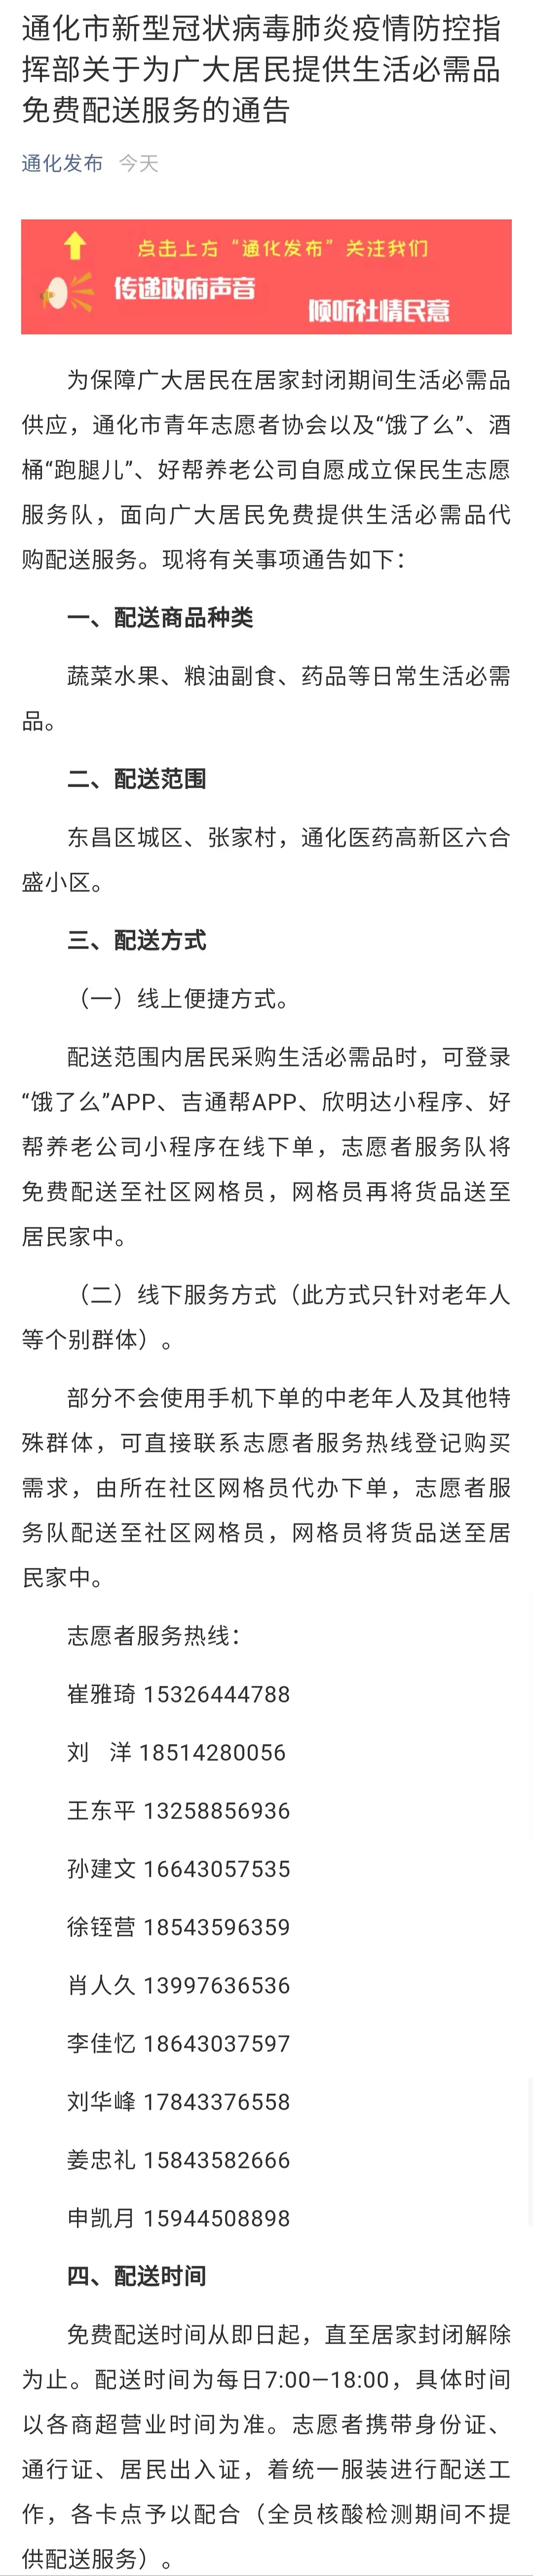 通化市新型冠状病毒肺炎疫情防控指
挥部关于为广大居民提供生活必需品
免费配送服务的通告
通化发布 今天
点击上方“通化发布”关注我们
传递政府声音
倾听社情民意
为保障广大居民在居家封闭期间生活必需品
供应，通化市青年志愿者协会以及“饿了么”、酒
桶“跑腿儿”、好帮养老公司自愿成立保民生志愿
服务队，面向广大居民免费提供生活必需品代
购配送服务。现将有关事项通告如下：
一、配送商品种类
蔬菜水果、粮油副食、药品等日常生活必需
品。
二、配送范围
东昌区城区、张家村，通化医药高新区六合
盛小区。
三、配送方式
（一）线上便捷方式。
配送范围内居民采购生活必需品时，可登录
“饿了么”APP、吉通帮APP、欣明达小程序、好
帮养老公司小程序在线下单，志愿者服务队将
免费配送至社区网格员，网格员再将货品送至
居民家中。
（二）线下服务方式（此方式只针对老年人
等个别群体）。
部分不会使用手机下单的中老年人及其他特
殊群体，可直接联系志愿者服务热线登记购买
需求，由所在社区网格员代办下单，志愿者服
务队配送至社区网格员，网格员将货品送至居
民家中。
志愿者服务热线：
崔雅琦 15326444788
刘 洋 18514280056
王东平 13258856936
孙建文 16643057535
徐铚营 18543596359
肖人久 13997636536
李佳忆 18643037597
刘华峰 17843376558
姜忠礼 15843582666
申凯月 15944508898
四、配送时间
免费配送时间从即日起，直至居家封闭解除
为止。配送时间为每日7:00—18:00，具体时间
以各商超营业时间为准。志愿者携带身份证、
通行证、居民出入证，着统一服装进行配送工
作，各卡点予以配合（全员核酸检测期间不提
供配送服务）。